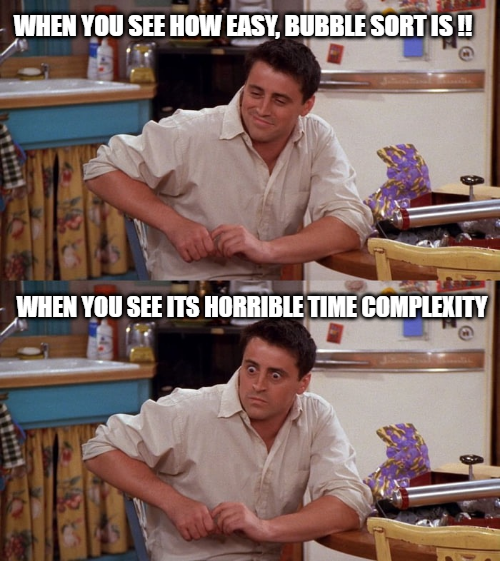 WHEN YOU SEE HOW EASY, BUBBLE SORT IS !!
WHEN YOU SEE ITS HORRIBLE TIME COMPLEXITY